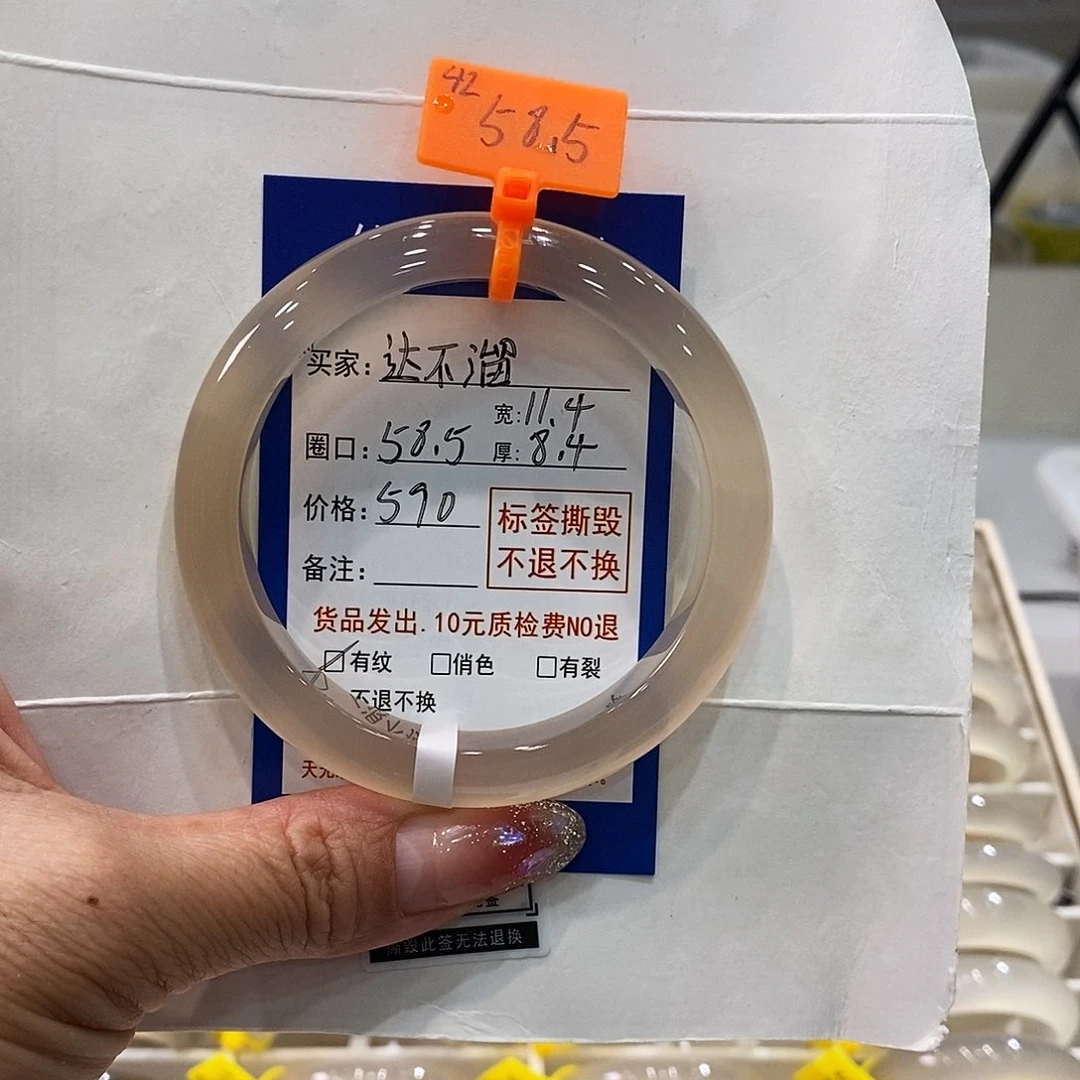 42
58.5
买家: 达不溜
宽: 11.4
圈口: 58.5 厚: 8.4
价格: 590
标签撕毁
不退不换
备注:
货品发出.10元质检费NO退
有纹 俏色 有裂
不退不换
撕毁此签无法退换